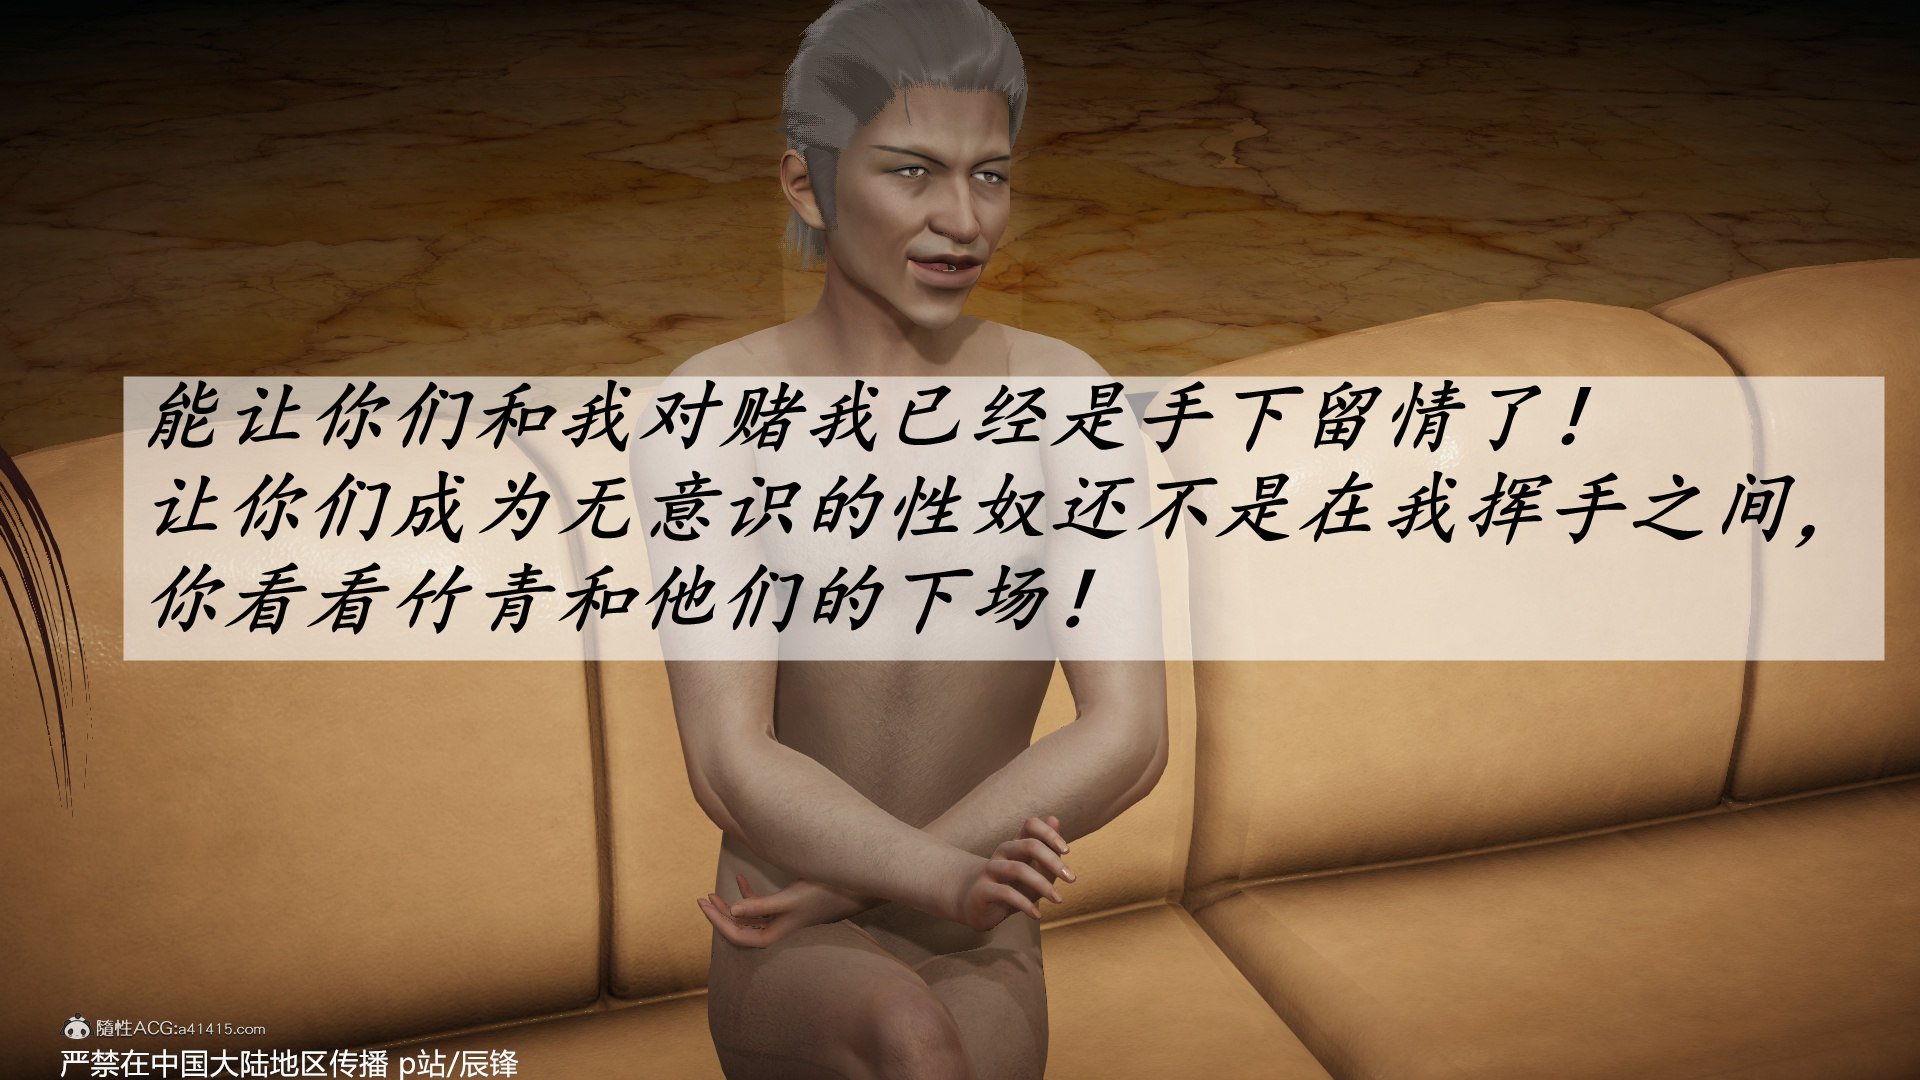 能让你们和我对赌我已经是手下留情了！
让你们成为无意识的性奴还不是在我挥手之间，
你看看竹青和他们的下场！
隨性ACG:a41415.com
严禁在中国大陆地区传播 p站/辰锋